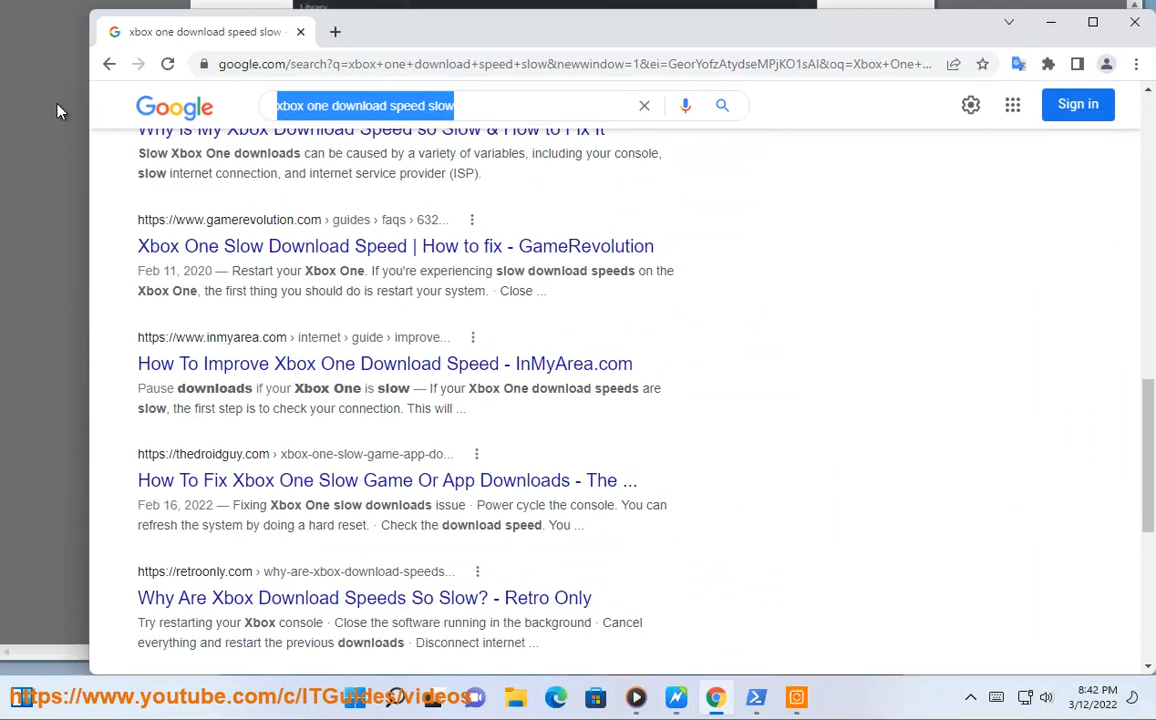 Library
xbox one download speed slow -
google.com/search?q=xbox+one+download+speed+slow&newwindow=1&ei=GeorYofzAtydseMPjKO1sAI&oq=Xbox+One+...
Google
xbox one download speed slow
Sign in
Why Is My Xbox Download Speed so Slow & How to Fix It
Slow Xbox One downloads can be caused by a variety of variables, including your console,
slow internet connection, and internet service provider (ISP).
https://www.gamerevolution.com › guides › faqs › 632...
Xbox One Slow Download Speed | How to fix - GameRevolution
Feb 11, 2020 — Restart your Xbox One. If you're experiencing slow download speeds on the
Xbox One, the first thing you should do is restart your system. · Close ...
https://www.inmyarea.com › internet › guide › improve...
How To Improve Xbox One Download Speed - InMyArea.com
Pause downloads if your Xbox One is slow — If your Xbox One download speeds are
slow, the first step is to check your connection. This will ...
https://thedroidguy.com › xbox-one-slow-game-app-do...
How To Fix Xbox One Slow Game Or App Downloads - The ...
Feb 16, 2022 — Fixing Xbox One slow downloads issue · Power cycle the console. You can
refresh the system by doing a hard reset. · Check the download speed. You ...
https://retroonly.com › why-are-xbox-download-speeds...
Why Are Xbox Download Speeds So Slow? - Retro Only
Try restarting your Xbox console · Close the software running in the background · Cancel
everything and restart the previous downloads · Disconnect internet ...
https://www.youtube.com/c/ITGuides/videos
8:42 PM
3/12/2022